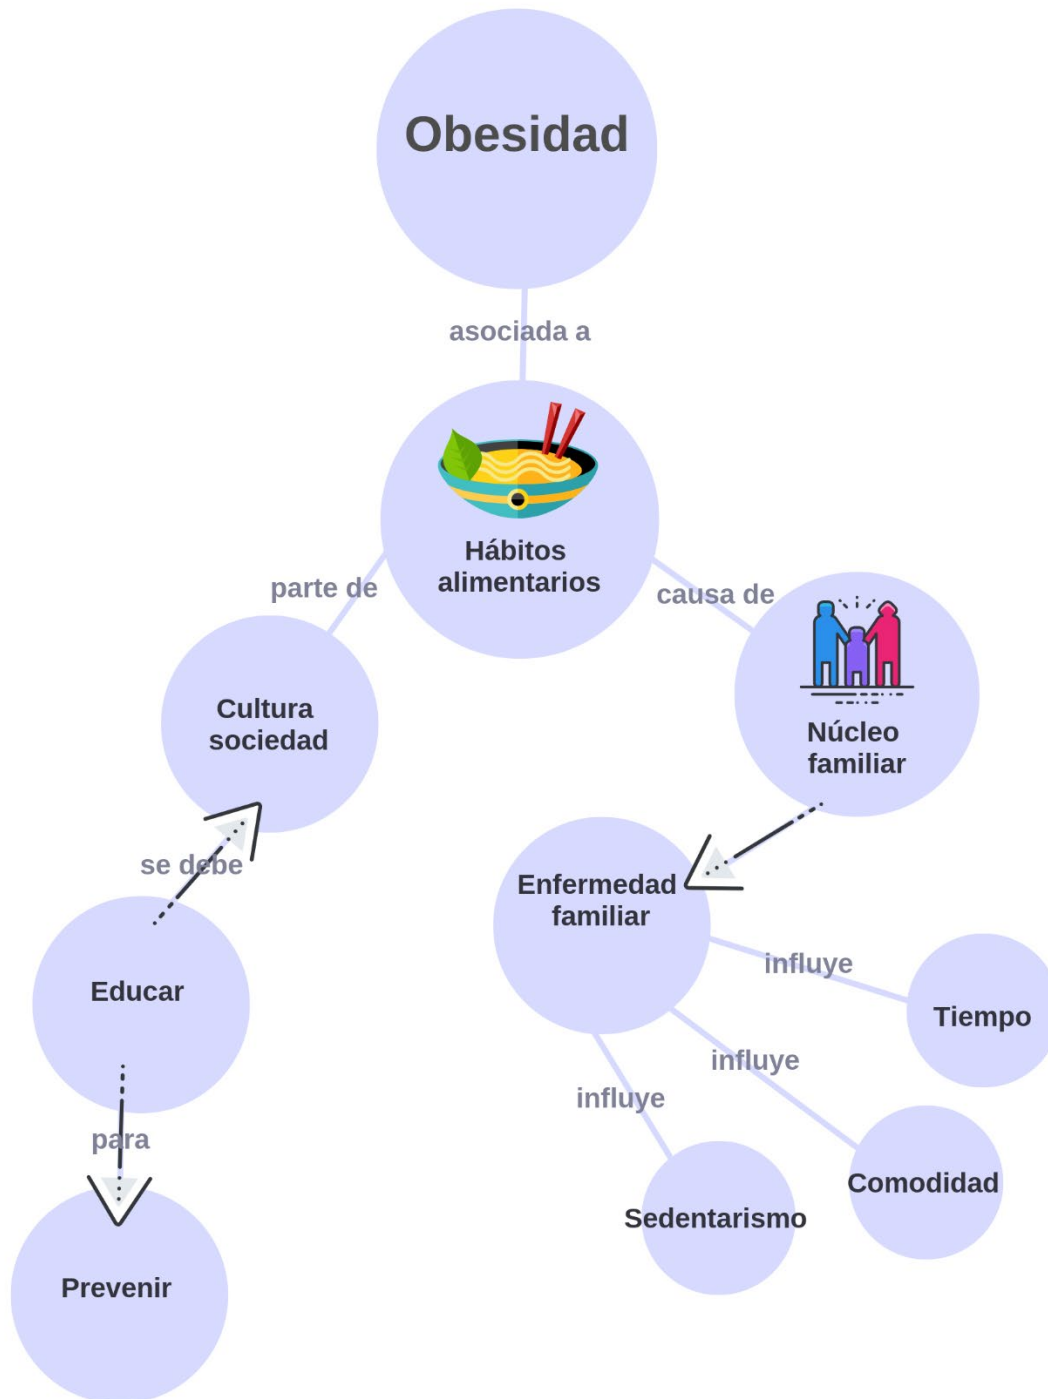 Obesidad
asociada a
Hábitos
alimentarios
parte de
causa de
Cultura
sociedad
Núcleo
familiar
se debe
Enfermedad
familiar
Educar
influye
Tiempo
influye
influye
para
Comodidad
Sedentarismo
Prevenir